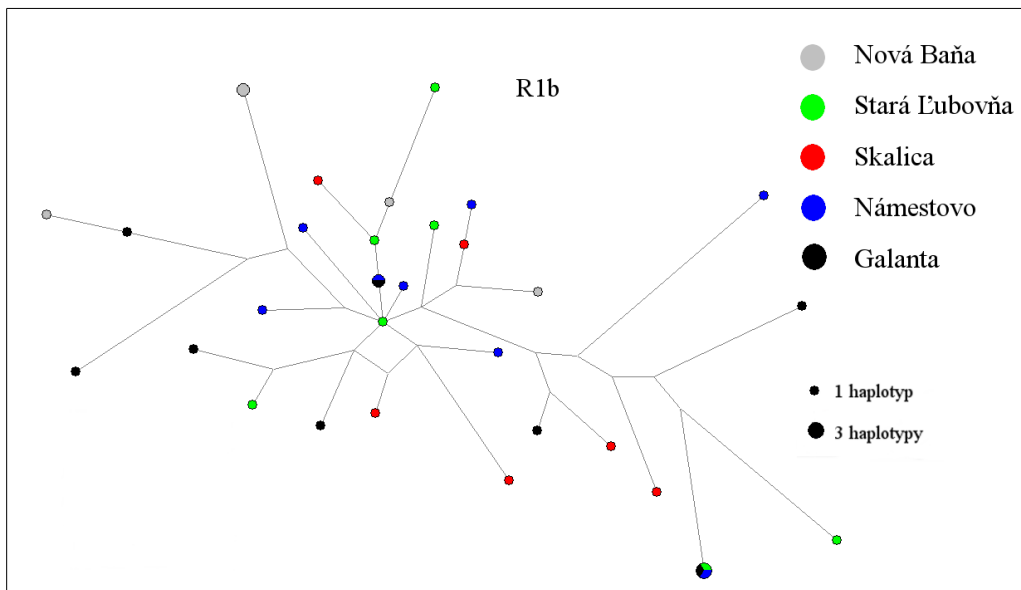 R1b
Nová Baňa
Stará Ľubovňa
Skalica
Námestovo
Galanta
1 haplotyp
3 haplotypy